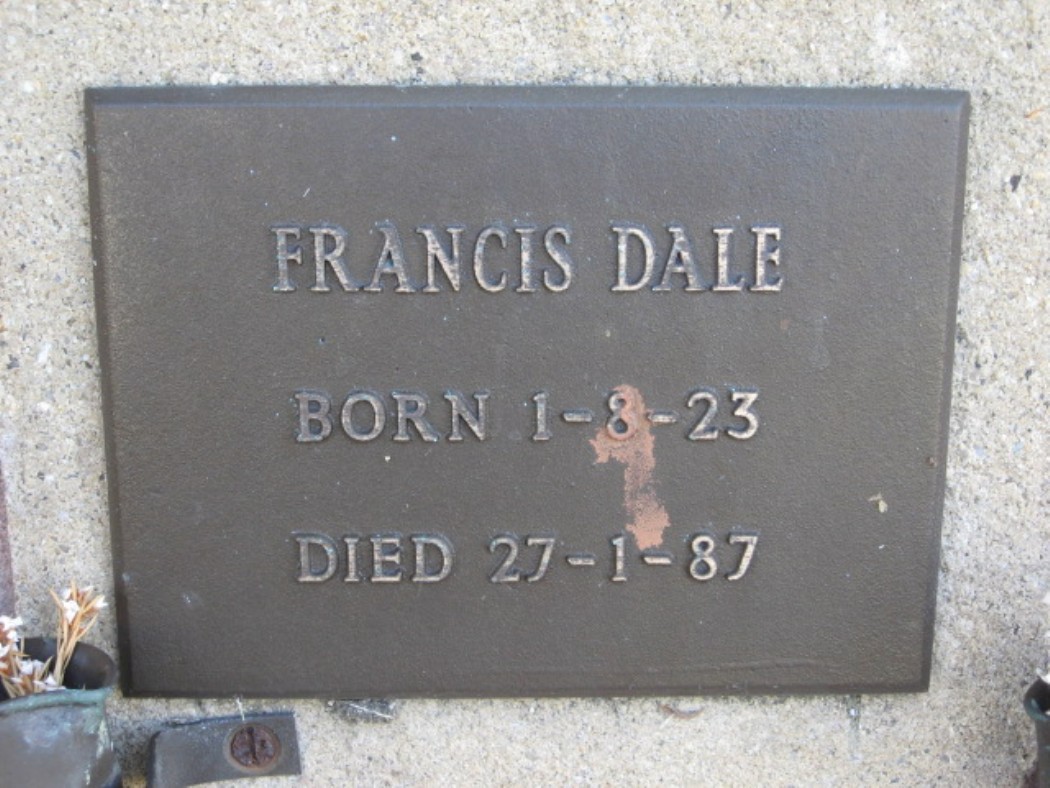 FRANCIS DALE
BORN 1-8-23
DIED 27-1-87